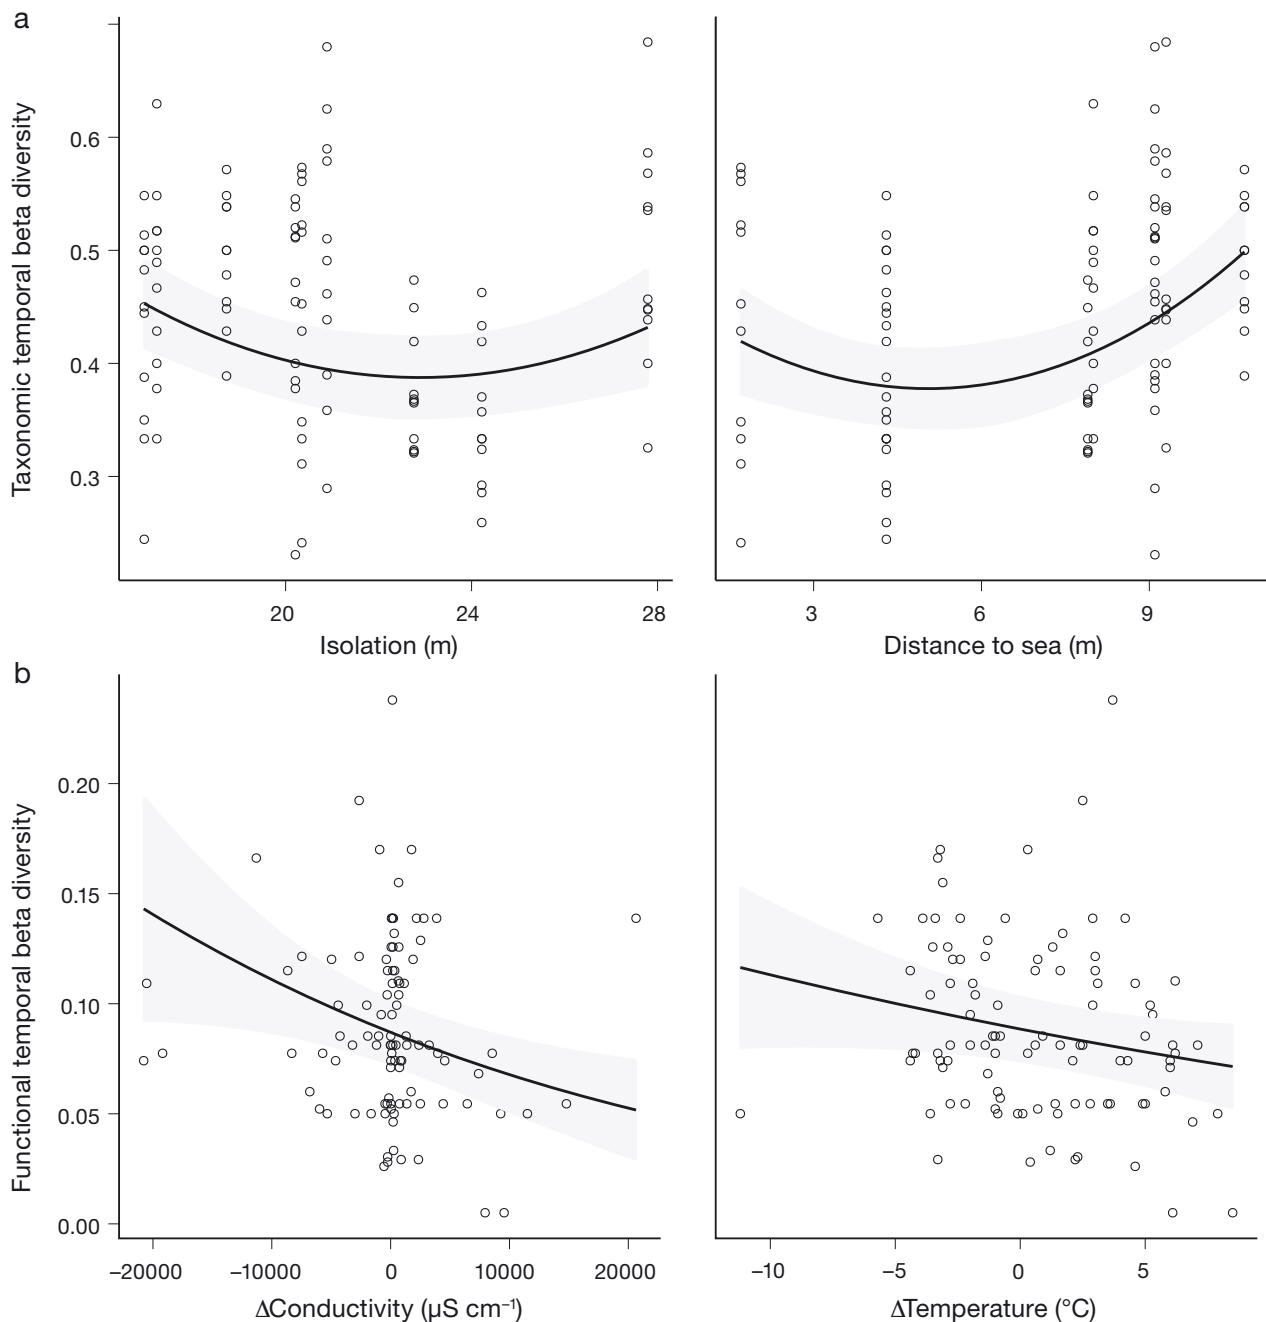 a
Taxonomic temporal beta diversity
0.6
0.5
0.4
0.3
20 24 28
Isolation (m)
3 6 9
Distance to sea (m)
b
Functional temporal beta diversity
0.20
0.15
0.10
0.05
0.00
−20000 −10000 0 10000 20000
ΔConductivity (µS cm⁻¹)
−10 −5 0 5
ΔTemperature (°C)